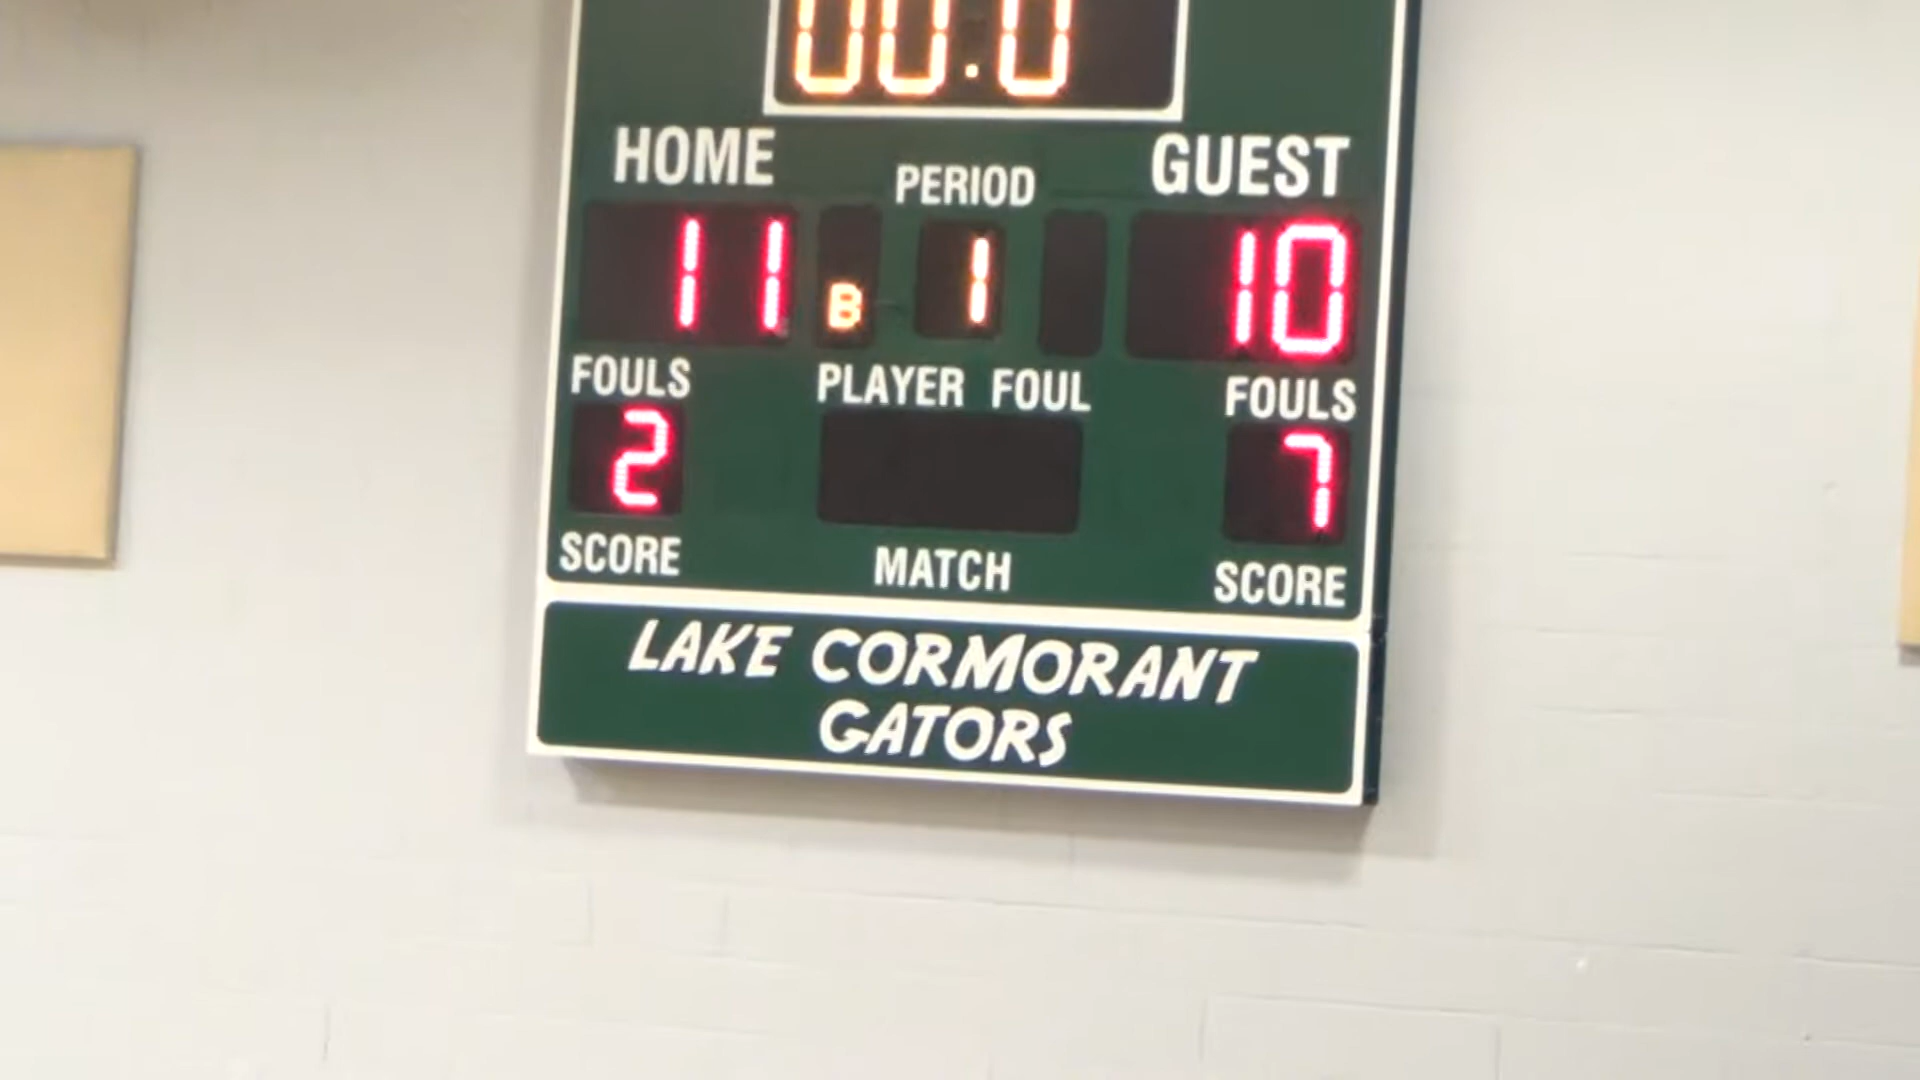 00.0
HOME PERIOD GUEST
11 B 1 10
FOULS PLAYER FOUL FOULS
2 7
SCORE MATCH SCORE
LAKE CORMORANT
GATORS